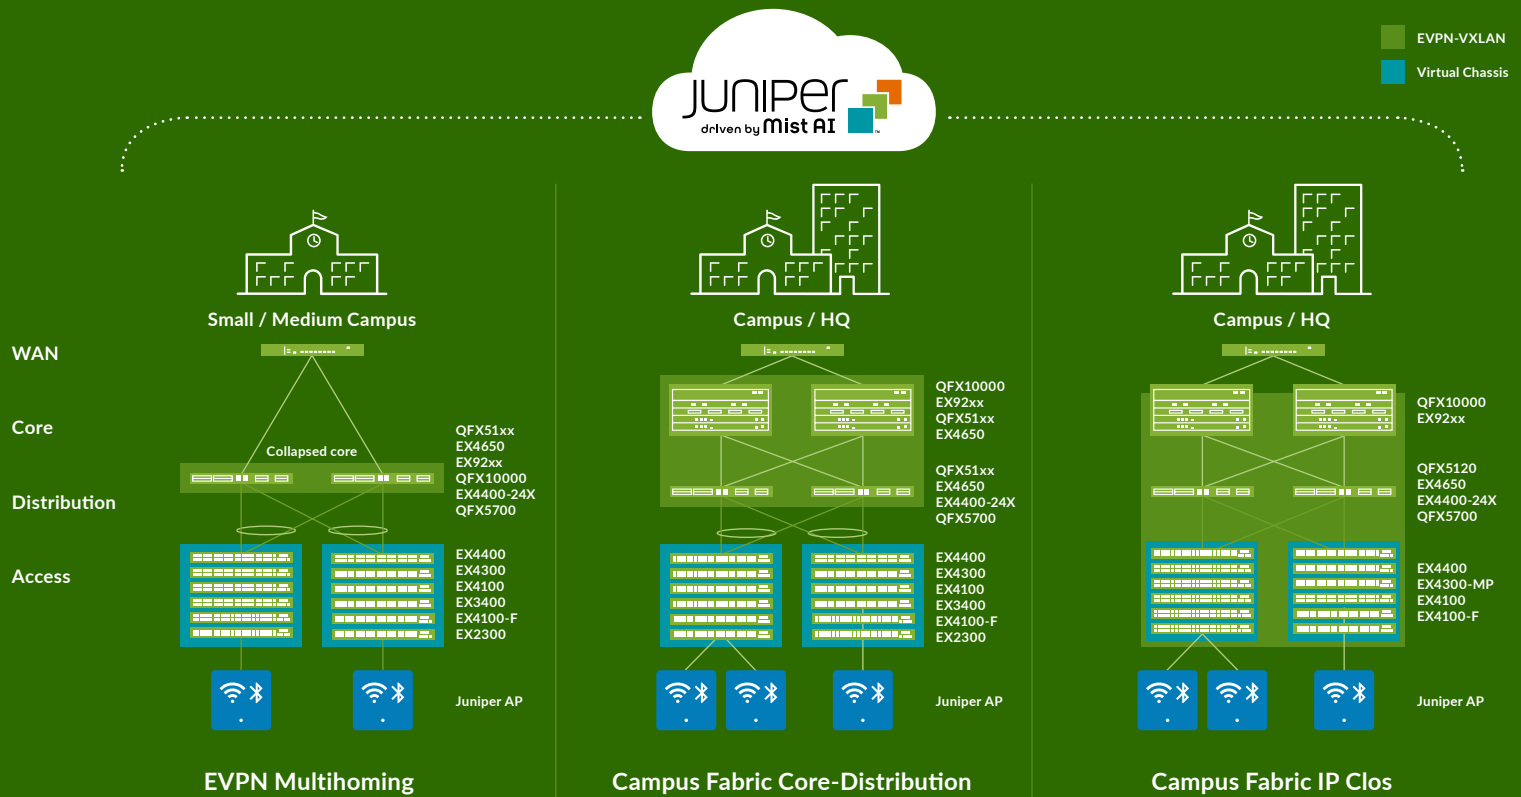 JUNIPER
driven by Mist AI
™
EVPN-VXLAN
Virtual Chassis
WAN
Core
Distribution
Access
Small / Medium Campus
Collapsed core
QFX51xx
EX4650
EX92xx
QFX10000
EX4400-24X
QFX5700
EX4400
EX4300
EX4100
EX3400
EX4100-F
EX2300
Juniper AP
EVPN Multihoming
Campus / HQ
QFX10000
EX92xx
QFX51xx
EX4650
QFX51xx
EX4650
EX4400-24X
QFX5700
EX4400
EX4300
EX4100
EX3400
EX4100-F
EX2300
Juniper AP
Campus Fabric Core-Distribution
Campus / HQ
QFX10000
EX92xx
QFX5120
EX4650
EX4400-24X
QFX5700
EX4400
EX4300-MP
EX4100
EX4100-F
Juniper AP
Campus Fabric IP Clos